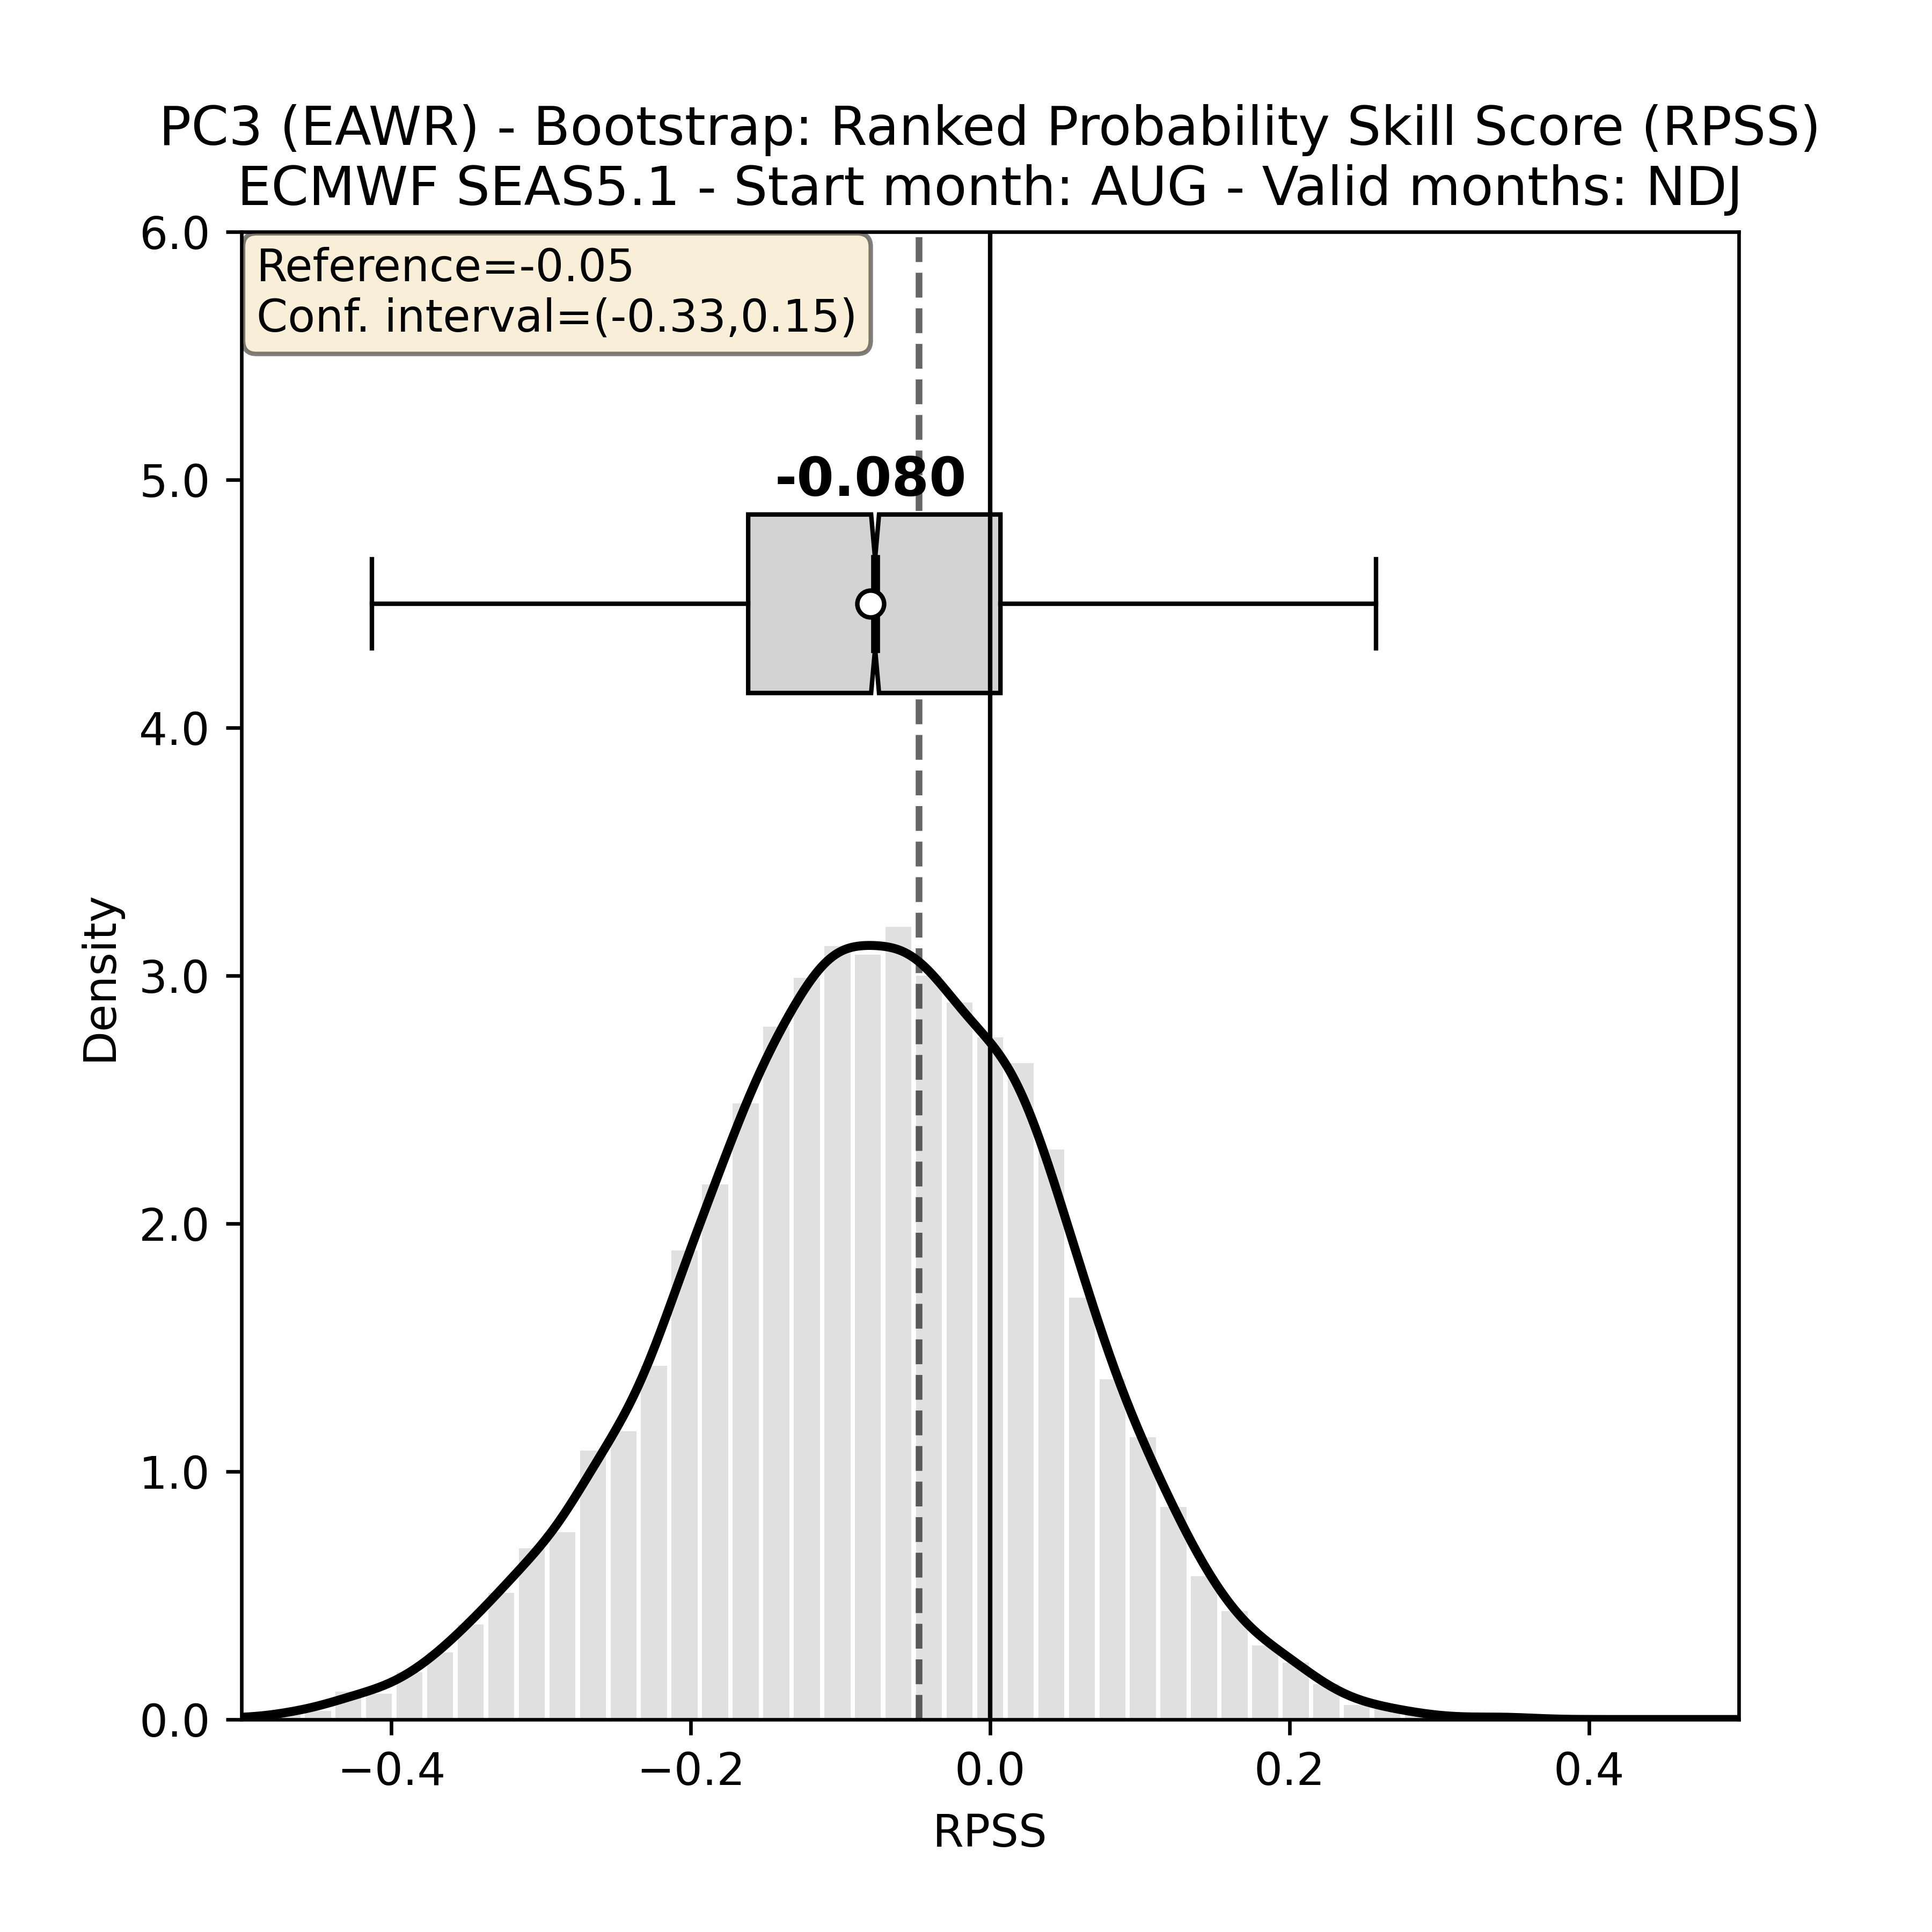 PC3 (EAWR) - Bootstrap: Ranked Probability Skill Score (RPSS)
ECMWF SEAS5.1 - Start month: AUG - Valid months: NDJ
Reference=-0.05
Conf. interval=(-0.33,0.15)
-0.080
6.0
5.0
4.0
3.0
2.0
1.0
0.0
Density
−0.4
−0.2
0.0
0.2
0.4
RPSS